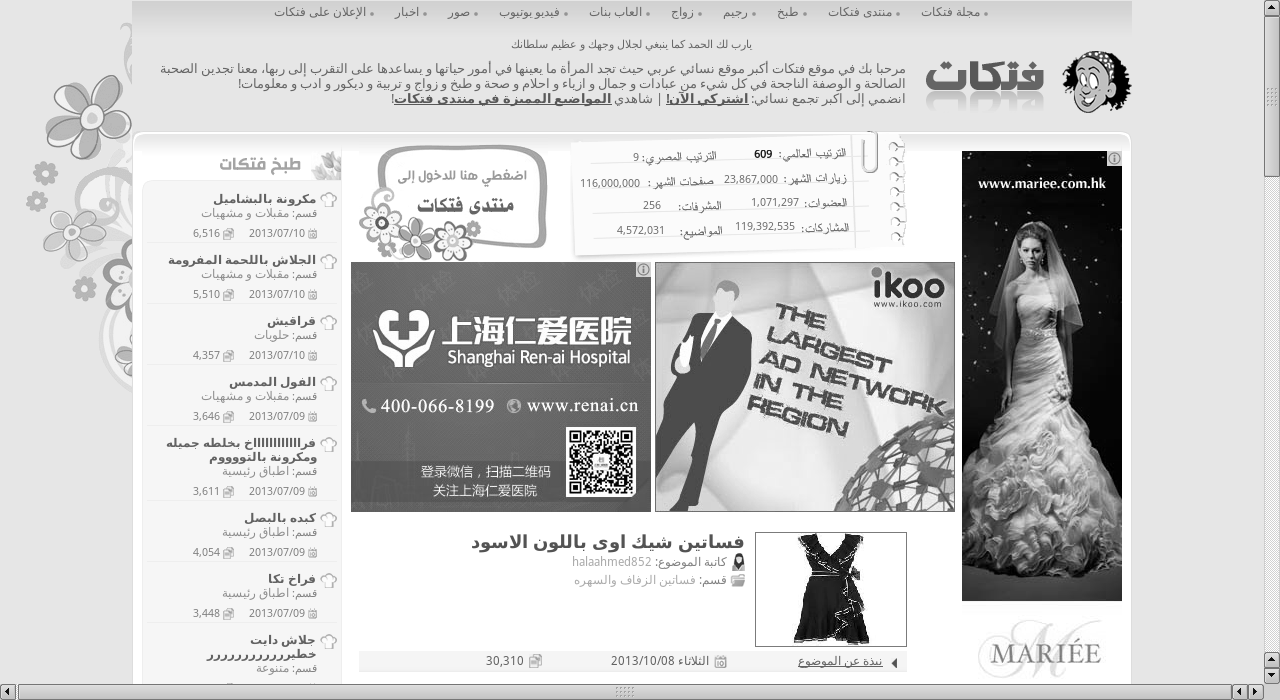 مجلة فتكات
منتدى فتكات
طبخ
رجيم
زواج
العاب بنات
فيديو يوتيوب
صور
اخبار
الإعلان على فتكات
يارب لك الحمد كما ينبغي لجلال وجهك و عظيم سلطانك
فتكات
مرحبا بك في موقع فتكات أكبر موقع نسائي عربي حيث تجد المرأة ما يعينها في أمور حياتها و يساعدها على التقرب إلى ربها، معنا تجدين الصحبة
الصالحة و الوصفة الناجحة في كل شيء من عبادات و جمال و ازياء و احلام و صحة و طبخ و زواج و تربية و ديكور و ادب و معلومات!
انضمي إلى اكبر تجمع نسائي: اشتركي الآن! | شاهدي المواضيع المميزة في منتدى فتكات!
www.mariee.com.hk
MARIÉE
الترتيب العالمي: 609 الترتيب المصري: 9
زيارات الشهر: 23,867,000 صفحات الشهر: 116,000,000
العضوات: 1,071,297 المشرفات: 256
المشاركات: 119,392,535 المواضيع: 4,572,031
اضغطي هنا للدخول إلى
منتدى فتكات
ikoo
www.ikoo.com
THE
LARGEST
AD NETWORK
IN THE
REGION
体检
上海仁爱医院
Shanghai Ren-ai Hospital
400-066-8199 www.renai.cn
登录微信，扫描二维码
关注上海仁爱医院
فساتين شيك اوى باللون الاسود
كاتبة الموضوع: halaahmed852
قسم: فساتين الزفاف والسهره
نبذة عن الموضوع الثلاثاء 2013/10/08 30,310
طبخ فتكات
مكرونة بالبشاميل
قسم: مقبلات و مشهيات
2013/07/10 6,516
الجلاش باللحمة المفرومة
قسم: مقبلات و مشهيات
2013/07/10 5,510
قراقيش
قسم: حلويات
2013/07/10 4,357
الفول المدمس
قسم: مقبلات و مشهيات
2013/07/09 3,646
فراااااااااااخ بخلطه جميله
ومكرونة بالتووووم
قسم: اطباق رئيسية
2013/07/09 3,611
كبده بالبصل
قسم: اطباق رئيسية
2013/07/09 4,054
فراخ تكا
قسم: اطباق رئيسية
2013/07/09 3,448
جلاش دايت
خطيررررررررررر
قسم: متنوعة